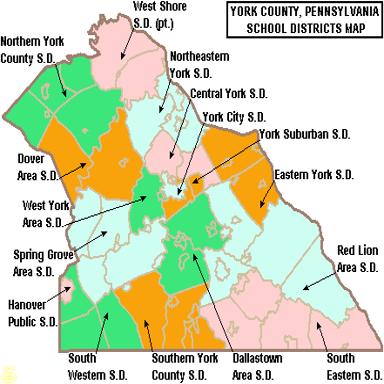 YORK COUNTY, PENNSYLVANIA
SCHOOL DISTRICTS MAP
West Shore
S.D. (pt.)
Northern York
County S.D.
Northeastern
York S.D.
Central York S.D.
York City S.D.
York Suburban S.D.
Dover
Area S.D.
Eastern York S.D.
West York
Area S.D.
Spring Grove
Area S.D.
Red Lion
Area S.D.
Hanover
Public S.D.
South
Western S.D.
Southern York
County S.D.
Dallastown
Area S.D.
South
Eastern S.D.